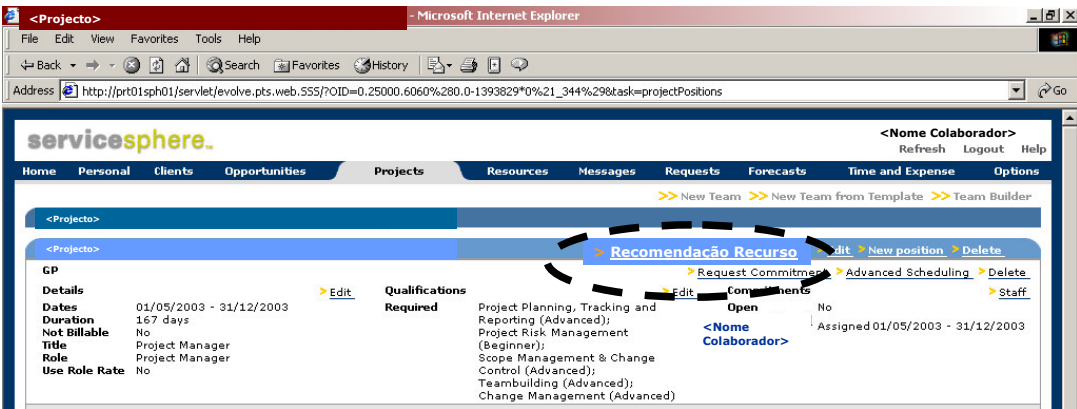 <Projecto> - Microsoft Internet Explorer
File Edit View Favorites Tools Help
Back Search Favorites History
Address http://prt01sph01/servlet/evolve.pts.web.SSS/?OID=0.25000.6060%280.0-1393829*0%21_344%29&task=projectPositions Go
servicesphere
<Nome Colaborador>
Refresh Logout Help
Home Personal Clients Opportunities Projects Resources Messages Requests Forecasts Time and Expense Options
>> New Team >> New Team from Template >> Team Builder
<Projecto>
<Projecto> > Recomendação Recurso > Edit > New position > Delete
GP > Request Commitment > Advanced Scheduling > Delete
Details > Edit Qualifications > Edit Commitments > Staff
Dates 01/05/2003 - 31/12/2003 Required Project Planning, Tracking and Open No
Duration 167 days Reporting (Advanced);
Not Billable No Project Risk Management <Nome Assigned 01/05/2003 - 31/12/2003
Title Project Manager (Beginner); Colaborador>
Role Project Manager Scope Management & Change
Use Role Rate No Control (Advanced);
Teambuilding (Advanced);
Change Management (Advanced)